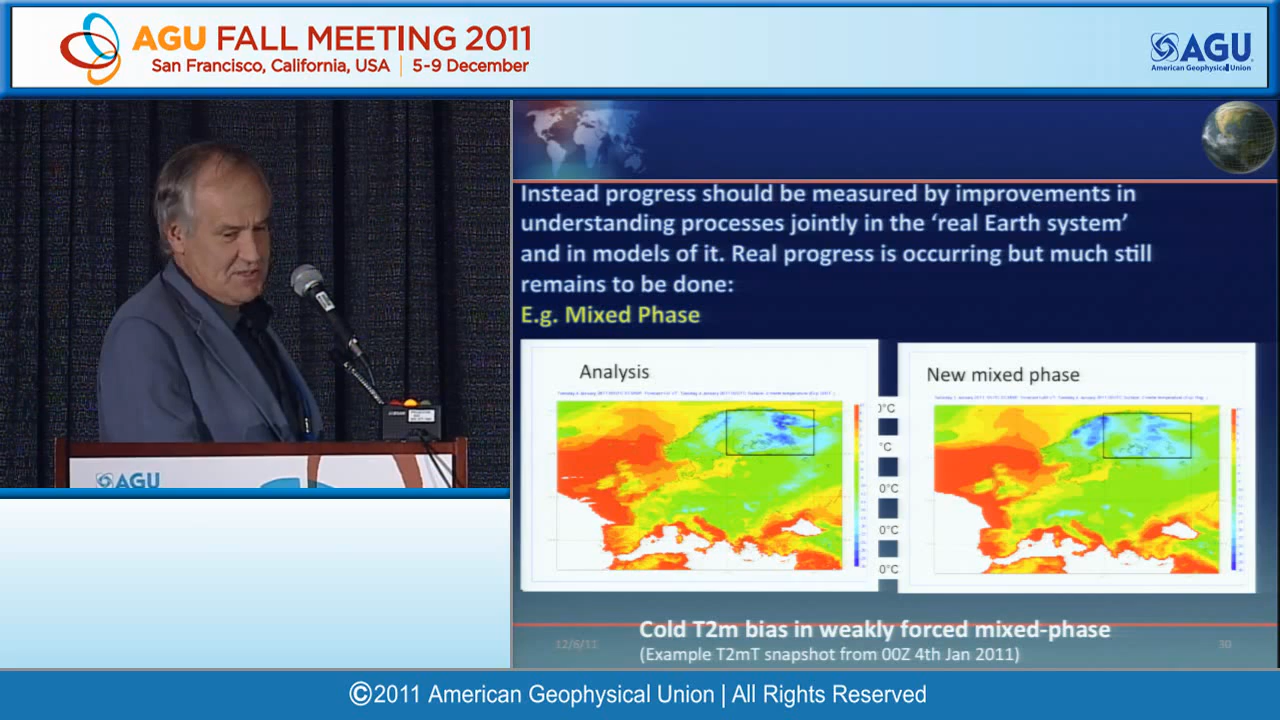 AGU FALL MEETING 2011
San Francisco, California, USA | 5-9 December
AGU
American Geophysical Union
Instead progress should be measured by improvements in
understanding processes jointly in the ‘real Earth system’
and in models of it. Real progress is occurring but much still
remains to be done:
E.g. Mixed Phase
Analysis
New mixed phase
0°C
°C
0°C
0°C
0°C
AGU
Cold T2m bias in weakly forced mixed-phase
(Example T2mT snapshot from 00Z 4th Jan 2011)
12/6/11
30
©2011 American Geophysical Union | All Rights Reserved